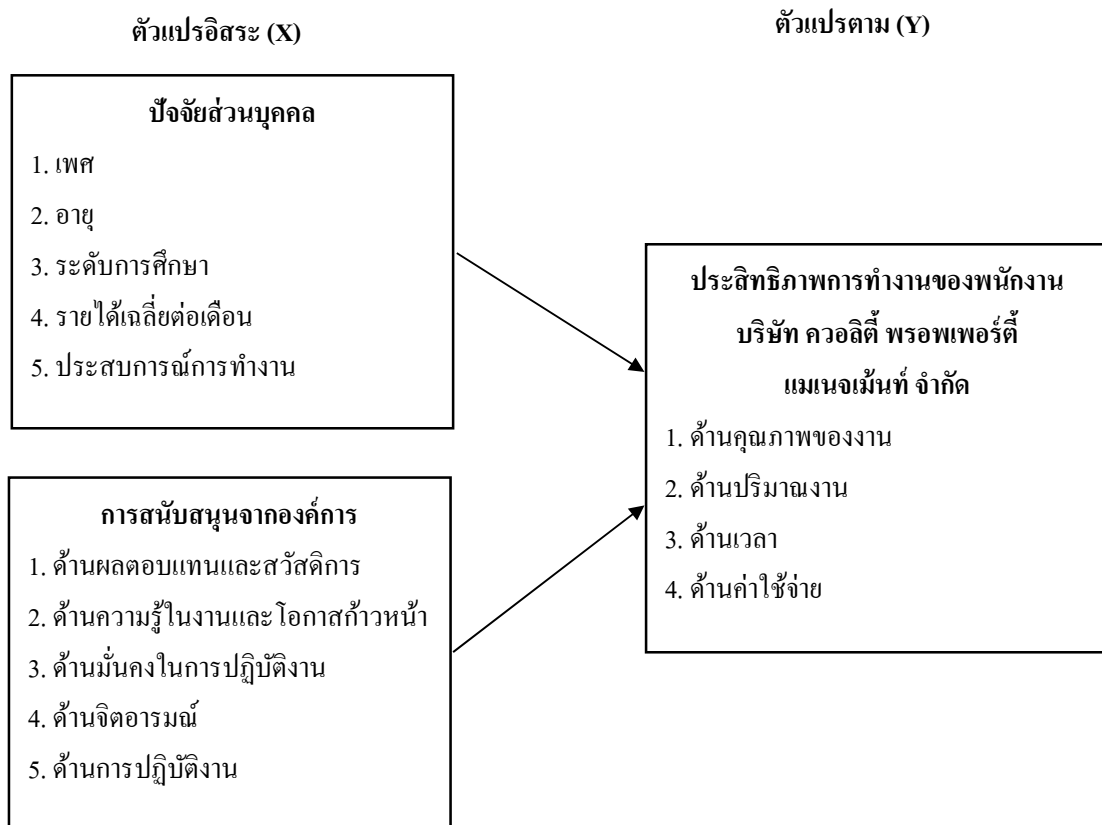 ตัวแปรอิสระ (X)
ตัวแปรตาม (Y)
ปัจจัยส่วนบุคคล
1. เพศ
2. อายุ
3. ระดับการศึกษา
4. รายได้เฉลี่ยต่อเดือน
5. ประสบการณ์การทำงาน
การสนับสนุนจากองค์การ
1. ด้านผลตอบแทนและสวัสดิการ
2. ด้านความรู้ในงานและโอกาสก้าวหน้า
3. ด้านมั่นคงในการปฏิบัติงาน
4. ด้านจิตอารมณ์
5. ด้านการปฏิบัติงาน
ประสิทธิภาพการทำงานของพนักงาน
บริษัท ควอลิตี้ พรอพเพอร์ตี้
แมเนจเม้นท์ จำกัด
1. ด้านคุณภาพของงาน
2. ด้านปริมาณงาน
3. ด้านเวลา
4. ด้านค่าใช้จ่าย